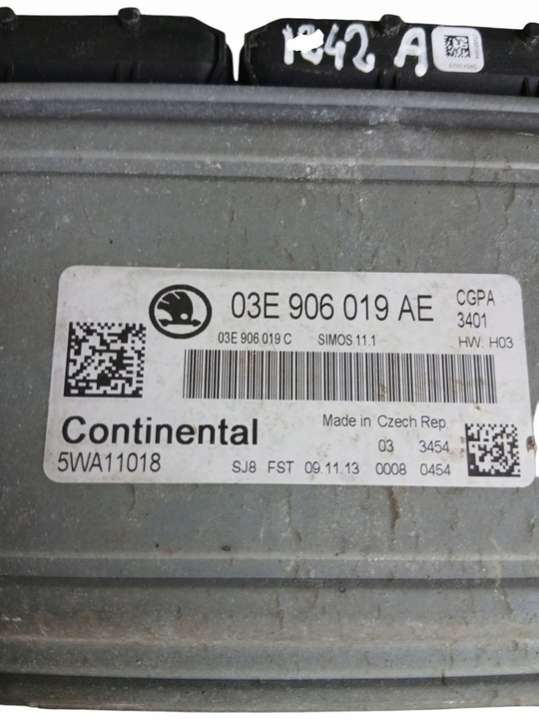 1842 A
03E 906 019 AE
CGPA
3401
03E 906 019 C SIMOS 11.1
HW. H03
Continental
Made in Czech Rep
03 3454
5WA11018
SJ8 FST 09.11.13 0008 0454